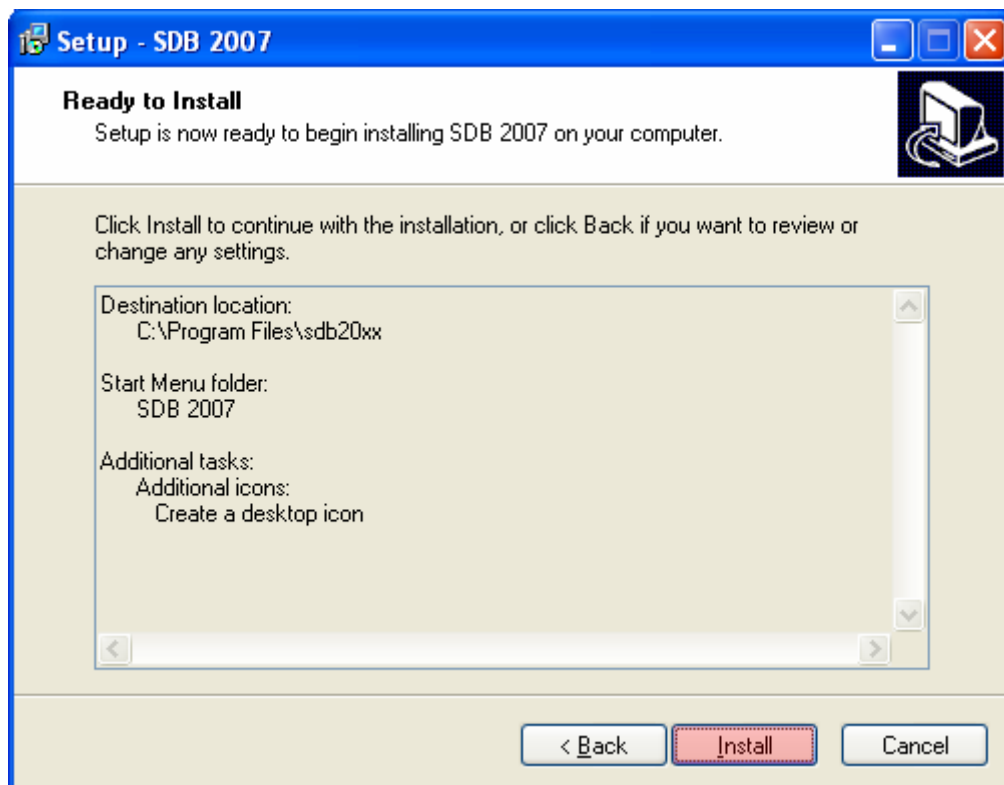 Setup - SDB 2007
Ready to Install
Setup is now ready to begin installing SDB 2007 on your computer.
Click Install to continue with the installation, or click Back if you want to review or
change any settings.
Destination location:
C:\Program Files\sdb20xx
Start Menu folder:
SDB 2007
Additional tasks:
Additional icons:
Create a desktop icon
< Back Install Cancel